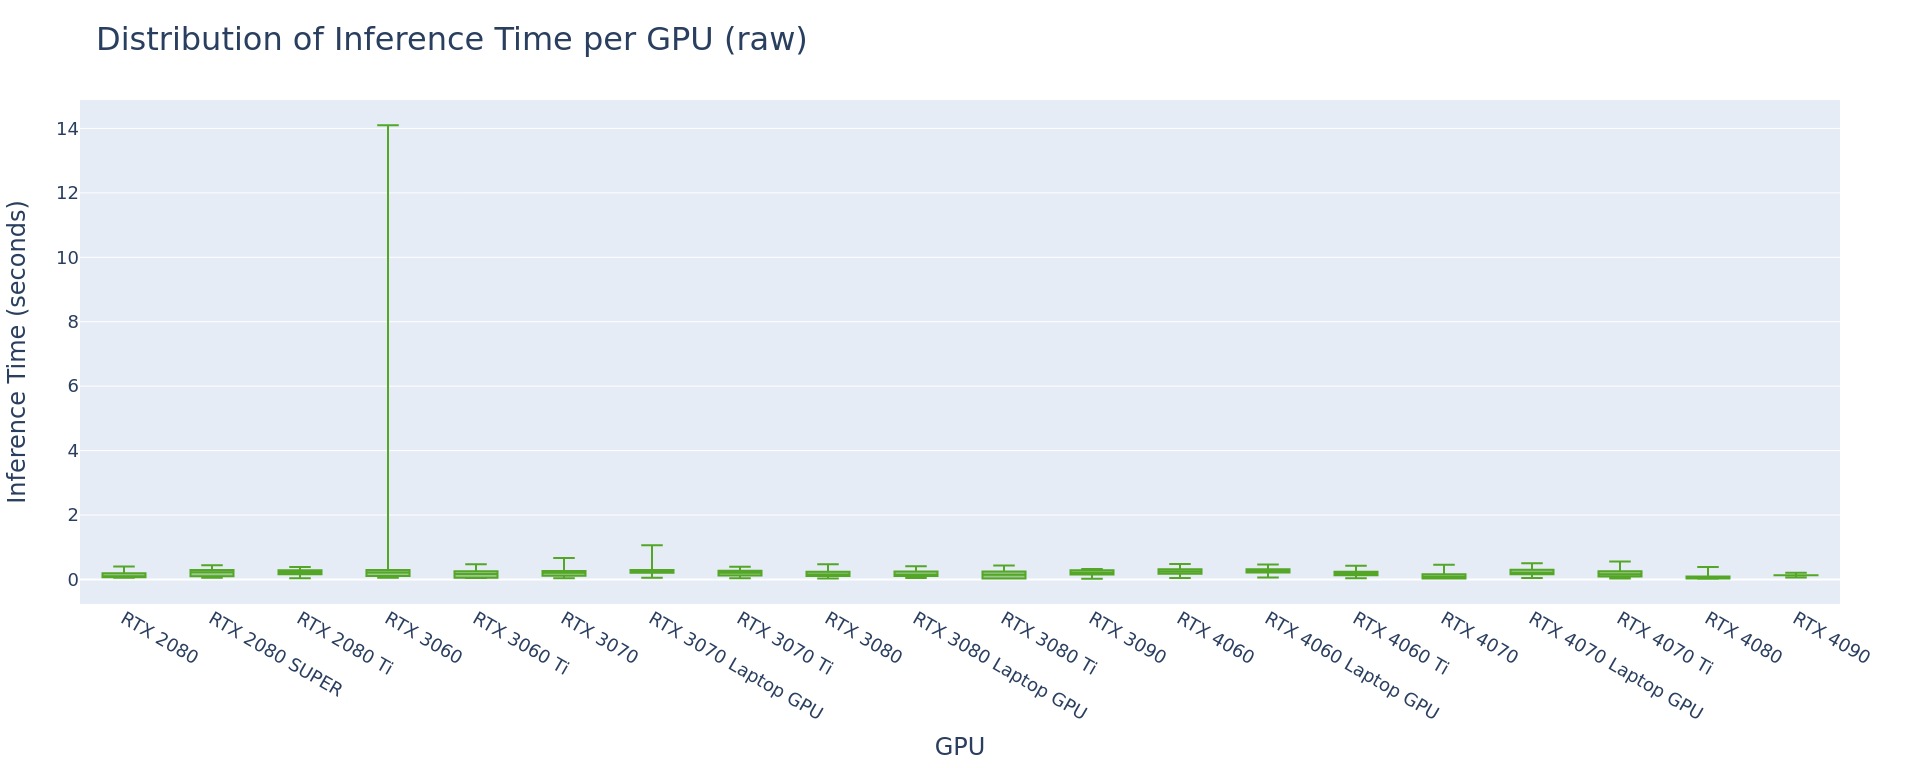 Distribution of Inference Time per GPU (raw)
Inference Time (seconds)
14
12
10
8
6
4
2
0
RTX 2080
RTX 2080 SUPER
RTX 2080 Ti
RTX 3060
RTX 3060 Ti
RTX 3070
RTX 3070 Laptop GPU
RTX 3070 Ti
RTX 3080
RTX 3080 Laptop GPU
RTX 3080 Ti
RTX 3090
RTX 4060
RTX 4060 Laptop GPU
RTX 4060 Ti
RTX 4070
RTX 4070 Laptop GPU
RTX 4070 Ti
RTX 4080
RTX 4090
GPU